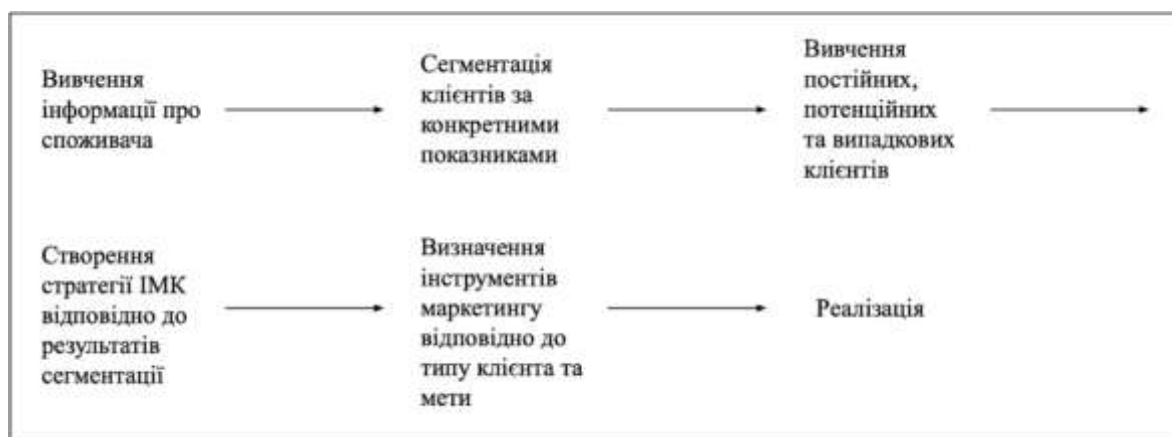 Вивчення
інформації про
споживача
Сегментація
клієнтів за
конкретними
показниками
Вивчення
постійних,
потенційних
та випадкових
клієнтів
Створення
стратегії ІМК
відповідно до
результатів
сегментації
Визначення
інструментів
маркетингу
відповідно до
типу клієнта та
мети
Реалізація